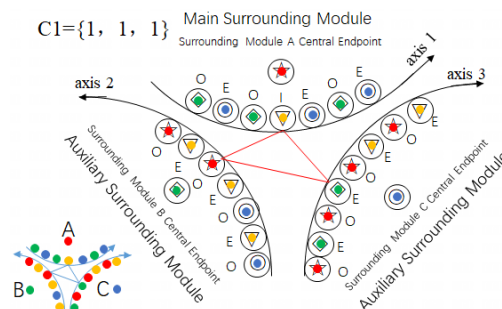 C1={1, 1, 1}
Main Surrounding Module
Surrounding Module A Central Endpoint
axis 1
axis 2
axis 3
O
E
O
I
E
O
E
O
E
O
E
O
E
O
E
O
E
O
E
O
E
O
Surrounding Module B Central Endpoint
Auxiliary Surrounding Module
Surrounding Module C Central Endpoint
Auxiliary Surrounding Module
A
B
C